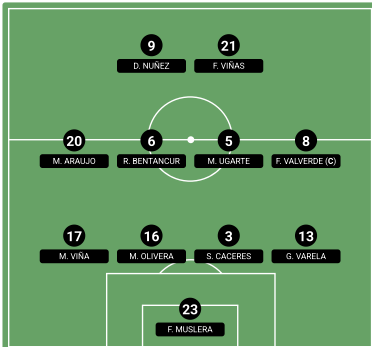 9 21
D. NUÑEZ F. VIÑAS
20 6 5 8
M. ARAUJO R. BENTANCUR M. UGARTE F. VALVERDE (C)
17 16 3 13
M. VIÑA M. OLIVERA S. CACERES G. VARELA
23
F. MUSLERA